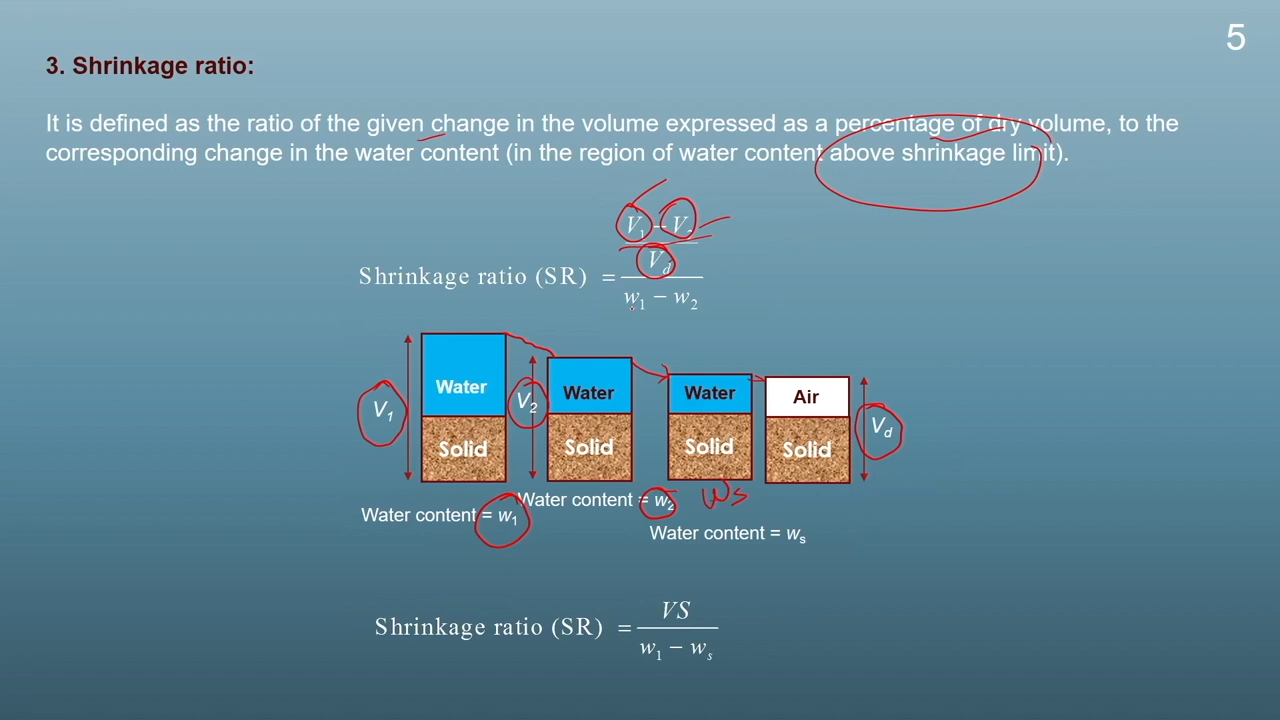 5
3. Shrinkage ratio:
It is defined as the ratio of the given change in the volume expressed as a percentage of dry volume, to the
corresponding change in the water content (in the region of water content above shrinkage limit).
V₁ − V₂
V_d
Shrinkage ratio (SR) =
w₁ − w₂
Water
Water
Water
Air
V₁
V₂
V_d
Solid
Solid
Solid
Solid
Water content = w₂
ws
Water content = w₁
Water content = wₛ
VS
Shrinkage ratio (SR) =
w₁ − wₛ